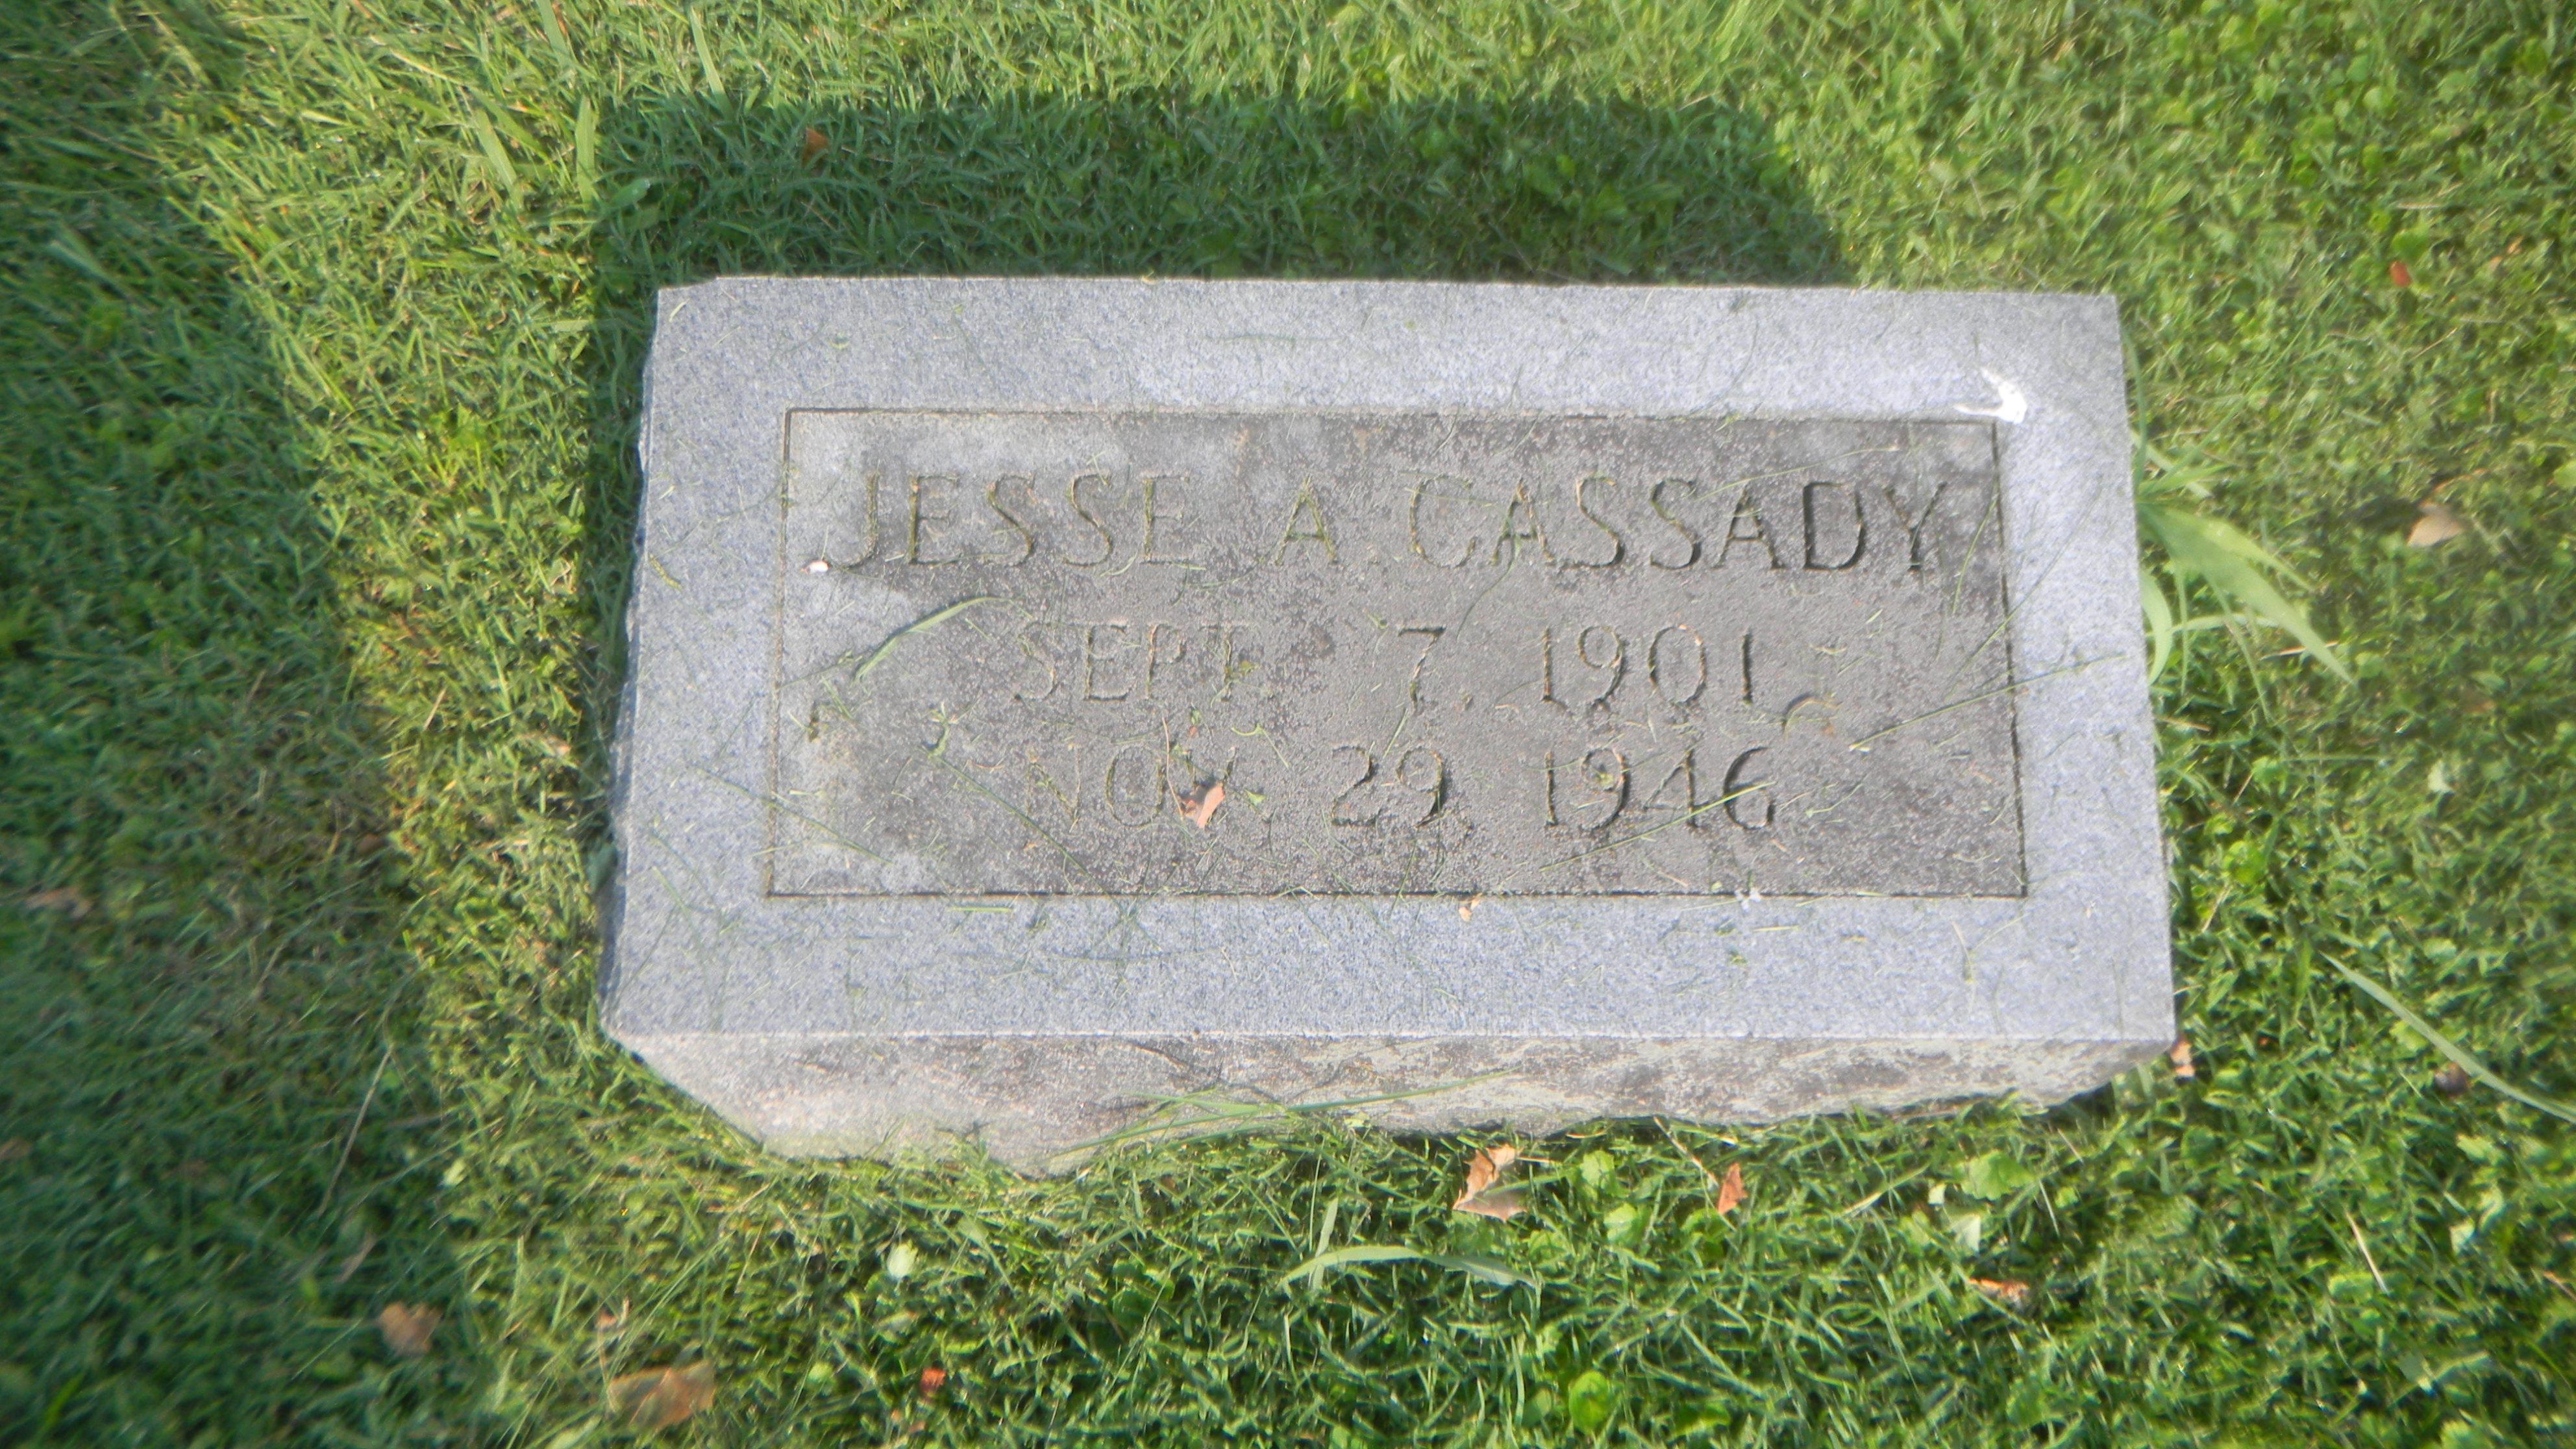 JESSE A. CASSADY
SEPT. 7, 1901
NOV. 29, 1946